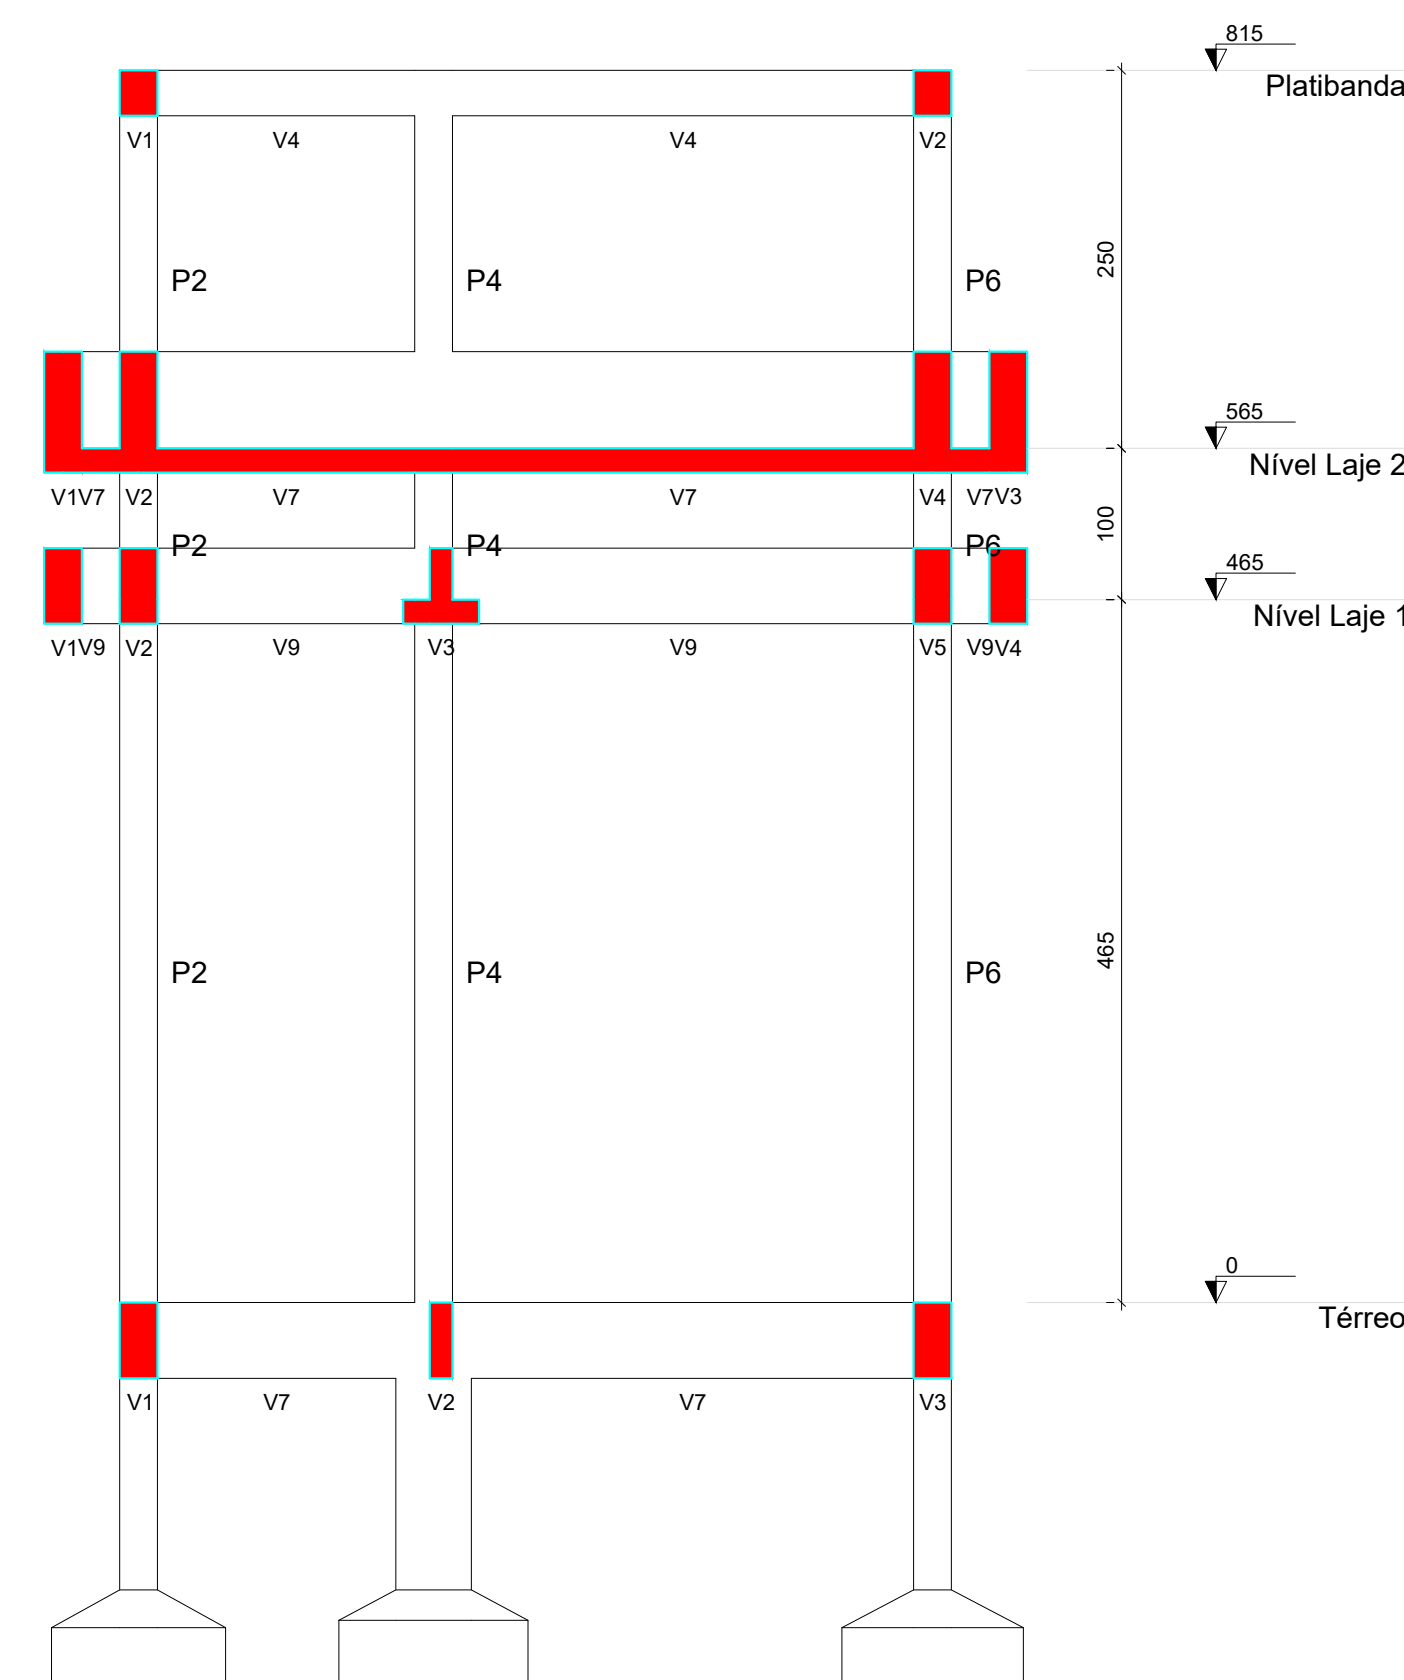 815
Platibanda
V1 V4 V4 V2
250
P2 P4 P6
565
Nível Laje 2
V1V7 V2 V7 V7 V4 V7V3
100
P2 P4 P6
465
Nível Laje 1
V1V9 V2 V9 V3 V9 V5 V9V4
465
P2 P4 P6
0
Térreo
V1 V7 V2 V7 V3